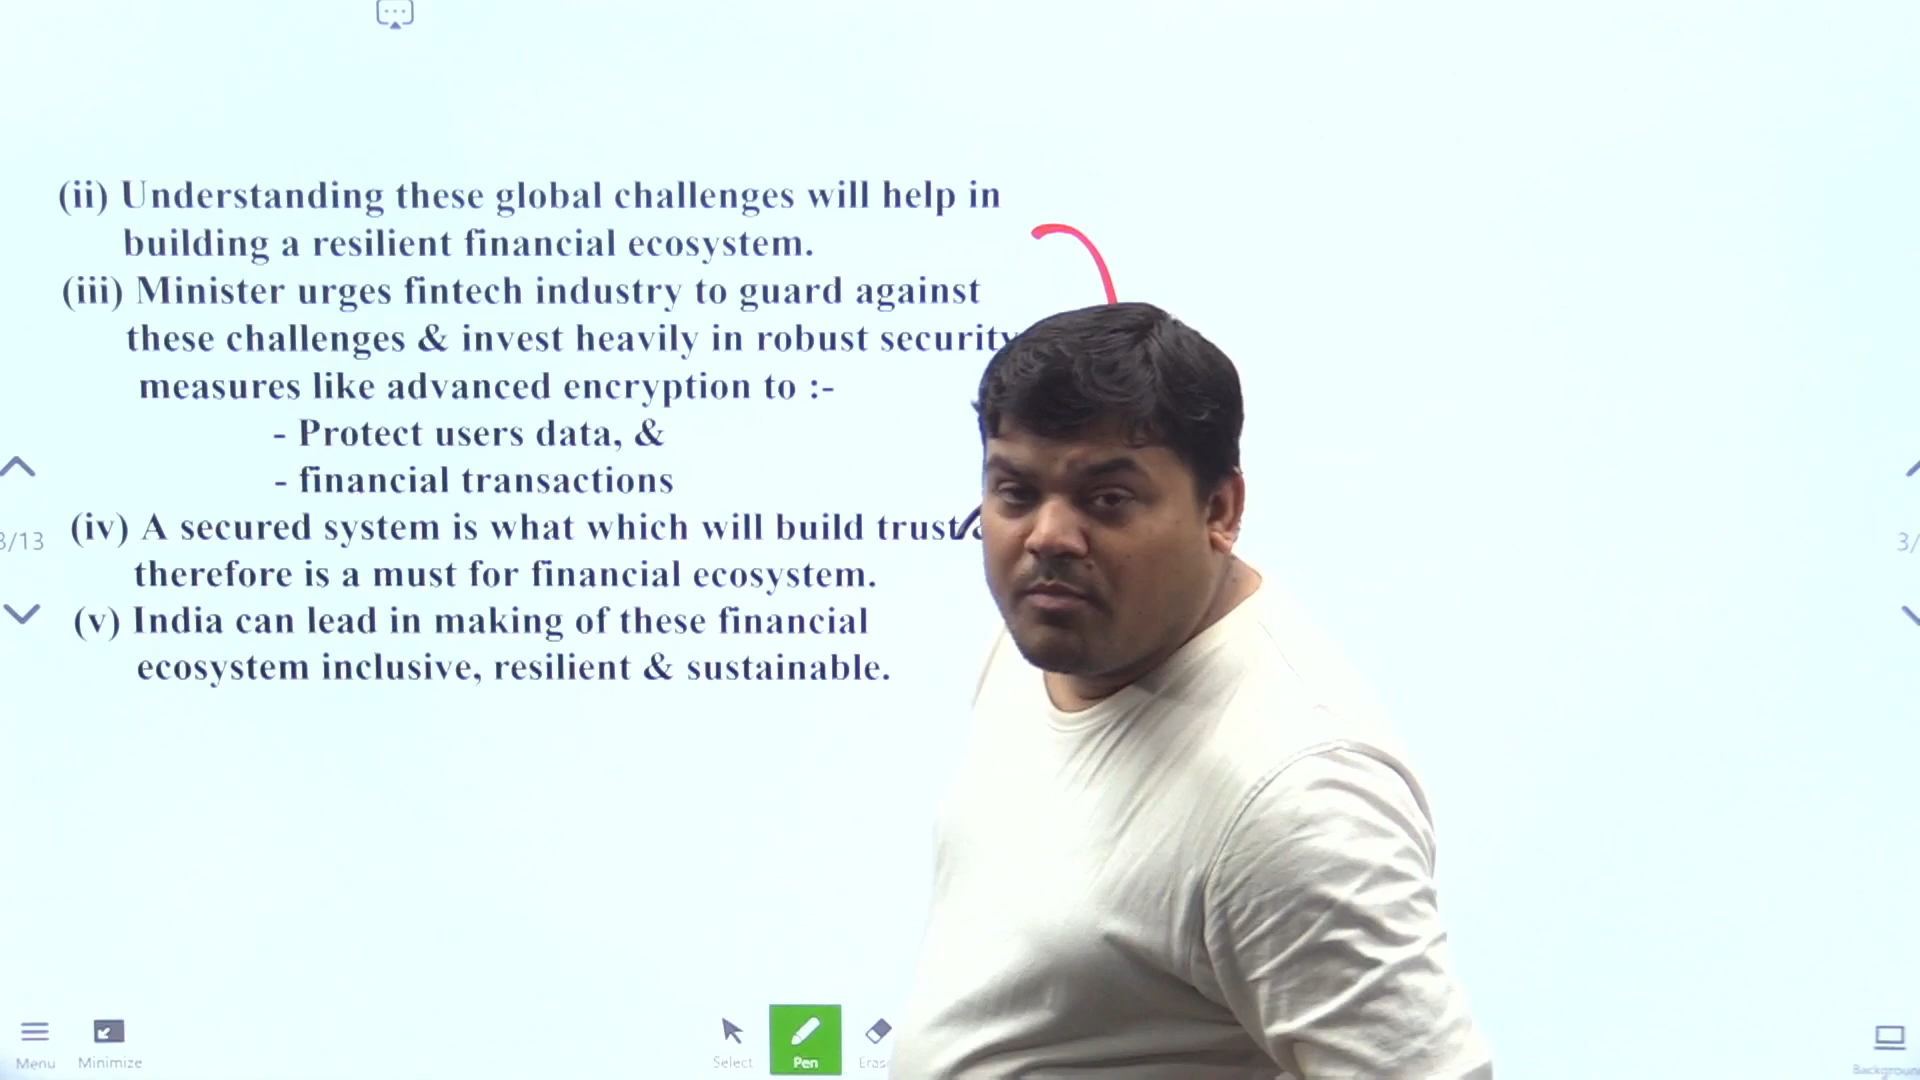 (ii) Understanding these global challenges will help in
building a resilient financial ecosystem.
(iii) Minister urges fintech industry to guard against
these challenges & invest heavily in robust security
measures like advanced encryption to :-
- Protect users data, &
- financial transactions
(iv) A secured system is what which will build trust
therefore is a must for financial ecosystem.
(v) India can lead in making of these financial
ecosystem inclusive, resilient & sustainable.
3/13
3/
Menu
Minimize
Select
Pen